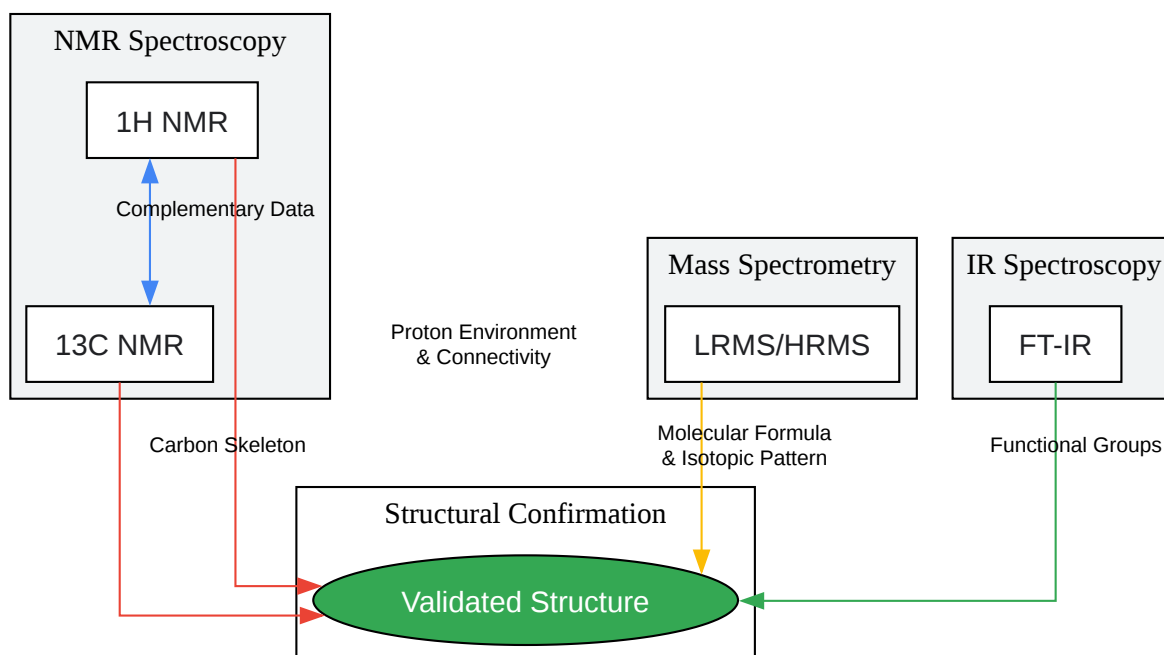 NMR Spectroscopy
1H NMR
Complementary Data
13C NMR
Proton Environment
& Connectivity
Mass Spectrometry
LRMS/HRMS
IR Spectroscopy
FT-IR
Carbon Skeleton
Molecular Formula
& Isotopic Pattern
Functional Groups
Structural Confirmation
Validated Structure